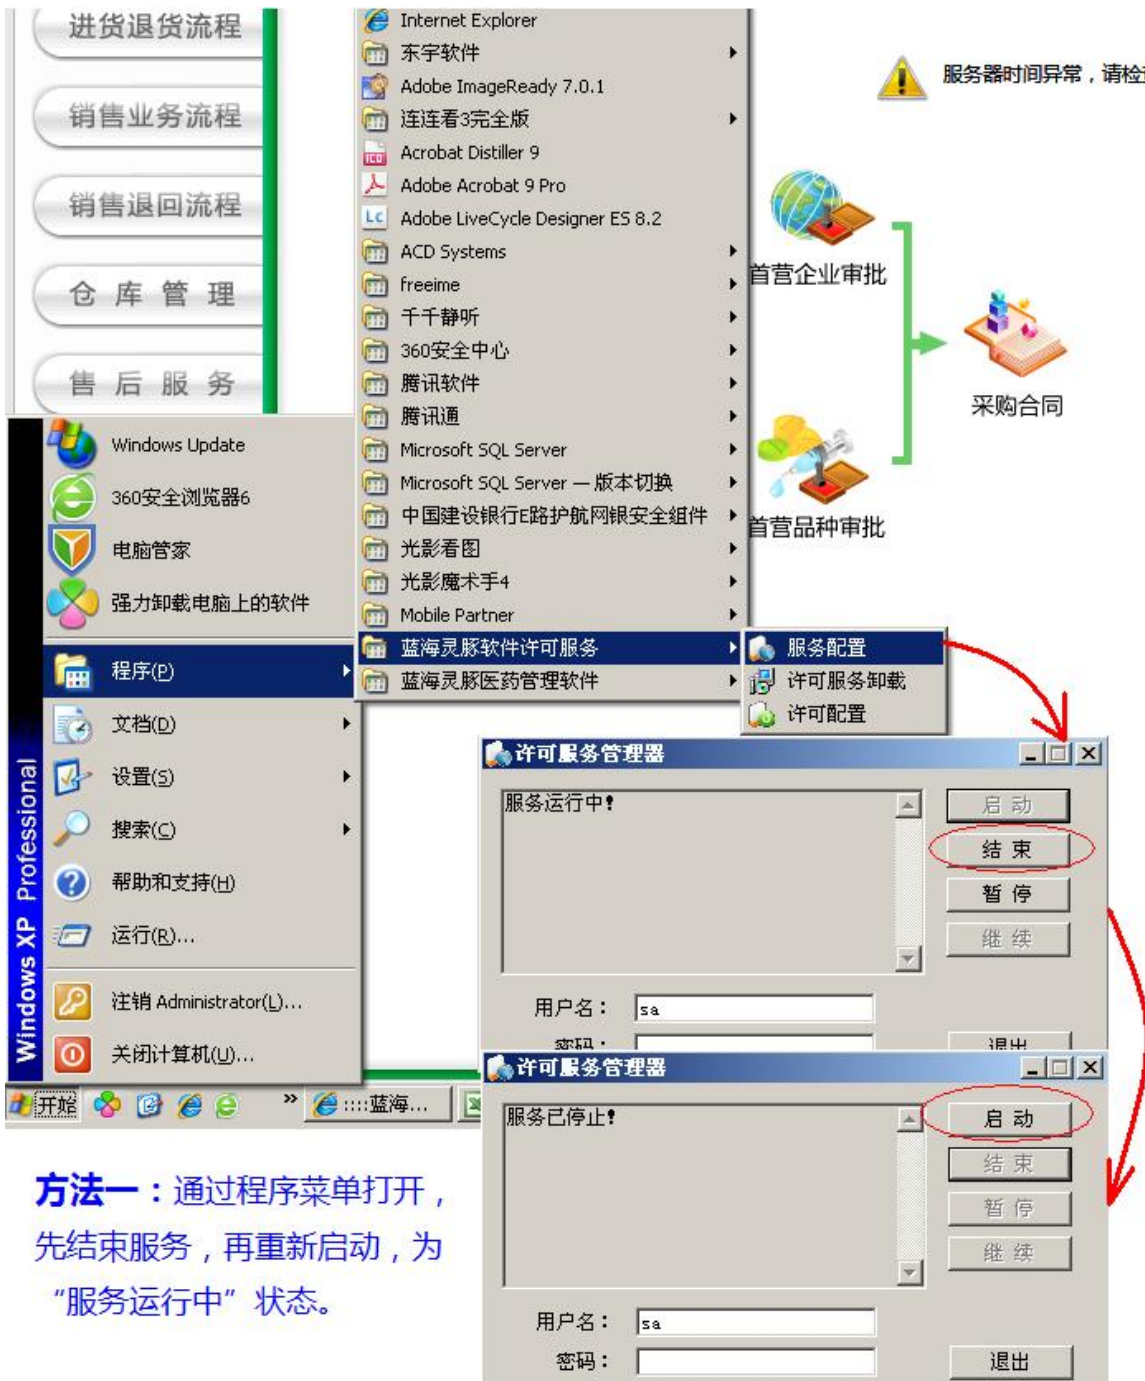 进货退货流程
销售业务流程
销售退回流程
仓库管理
售后服务
Internet Explorer
东宇软件
Adobe ImageReady 7.0.1
连连看3完全版
Acrobat Distiller 9
Adobe Acrobat 9 Pro
Adobe LiveCycle Designer ES 8.2
ACD Systems
freeime
千千静听
360安全中心
腾讯软件
腾讯通
Microsoft SQL Server
Microsoft SQL Server — 版本切换
中国建设银行E路护航网银安全组件
光影看图
光影魔术手4
Mobile Partner
蓝海灵豚软件许可服务
蓝海灵豚医药管理软件
服务器时间异常，请检
首营企业审批
采购合同
首营品种审批
Windows Update
360安全浏览器6
电脑管家
强力卸载电脑上的软件
程序(P)
文档(D)
设置(S)
搜索(C)
帮助和支持(H)
运行(R)...
注销 Administrator(L)...
关闭计算机(U)...
Windows XP Professional
服务配置
许可服务卸载
许可配置
许可服务管理器
服务运行中!
启动
结束
暂停
继续
用户名：
sa
密码：
退出
开始
»
::::蓝海...
许可服务管理器
服务已停止!
启动
结束
暂停
继续
用户名：
sa
密码：
退出
方法一：通过程序菜单打开，
先结束服务，再重新启动，为
“服务运行中”状态。